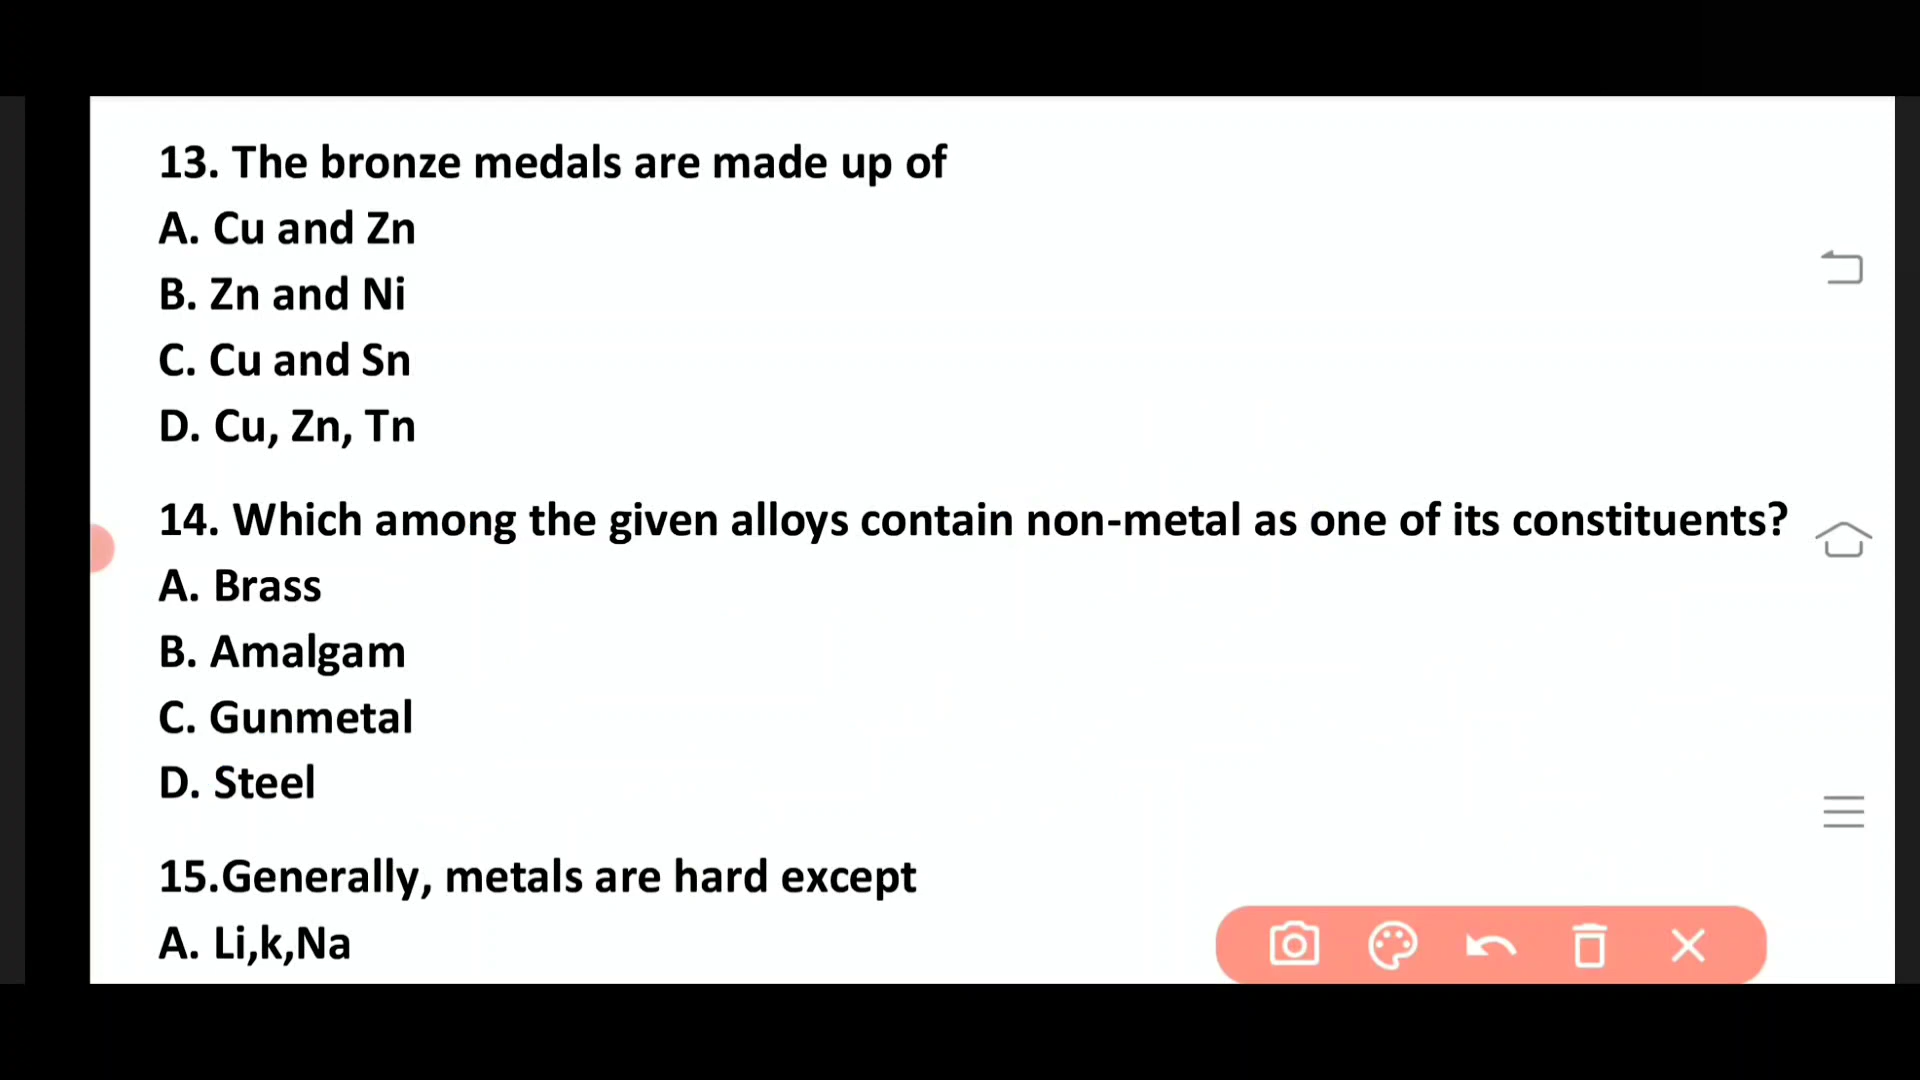 13. The bronze medals are made up of
A. Cu and Zn
B. Zn and Ni
C. Cu and Sn
D. Cu, Zn, Tn
14. Which among the given alloys contain non-metal as one of its constituents?
A. Brass
B. Amalgam
C. Gunmetal
D. Steel
15.Generally, metals are hard except
A. Li,k,Na